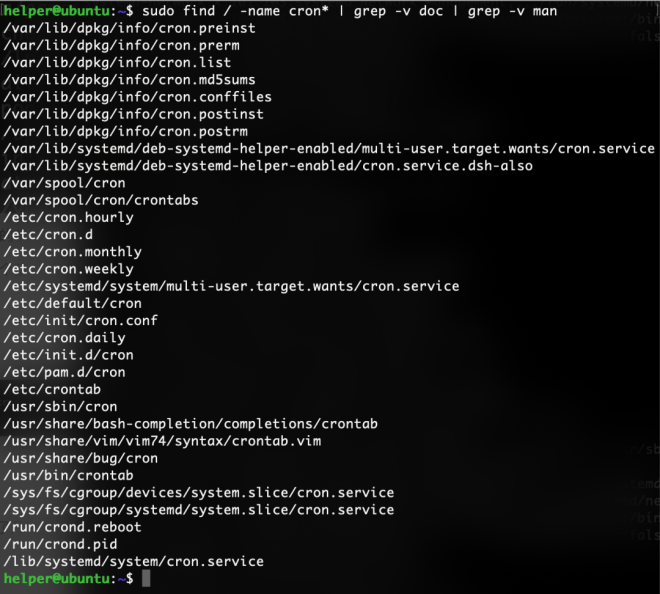 helper@ubuntu:~$ sudo find / -name cron* | grep -v doc | grep -v man
/var/lib/dpkg/info/cron.preinst
/var/lib/dpkg/info/cron.prerm
/var/lib/dpkg/info/cron.list
/var/lib/dpkg/info/cron.md5sums
/var/lib/dpkg/info/cron.conffiles
/var/lib/dpkg/info/cron.postinst
/var/lib/dpkg/info/cron.postrm
/var/lib/systemd/deb-systemd-helper-enabled/multi-user.target.wants/cron.service
/var/lib/systemd/deb-systemd-helper-enabled/cron.service.dsh-also
/var/spool/cron
/var/spool/cron/crontabs
/etc/cron.hourly
/etc/cron.d
/etc/cron.monthly
/etc/cron.weekly
/etc/systemd/system/multi-user.target.wants/cron.service
/etc/default/cron
/etc/init/cron.conf
/etc/cron.daily
/etc/init.d/cron
/etc/pam.d/cron
/etc/crontab
/usr/sbin/cron
/usr/share/bash-completion/completions/crontab
/usr/share/vim/vim74/syntax/crontab.vim
/usr/share/bug/cron
/usr/bin/crontab
/sys/fs/cgroup/devices/system.slice/cron.service
/sys/fs/cgroup/systemd/system.slice/cron.service
/run/crond.reboot
/run/crond.pid
/lib/systemd/system/cron.service
helper@ubuntu:~$